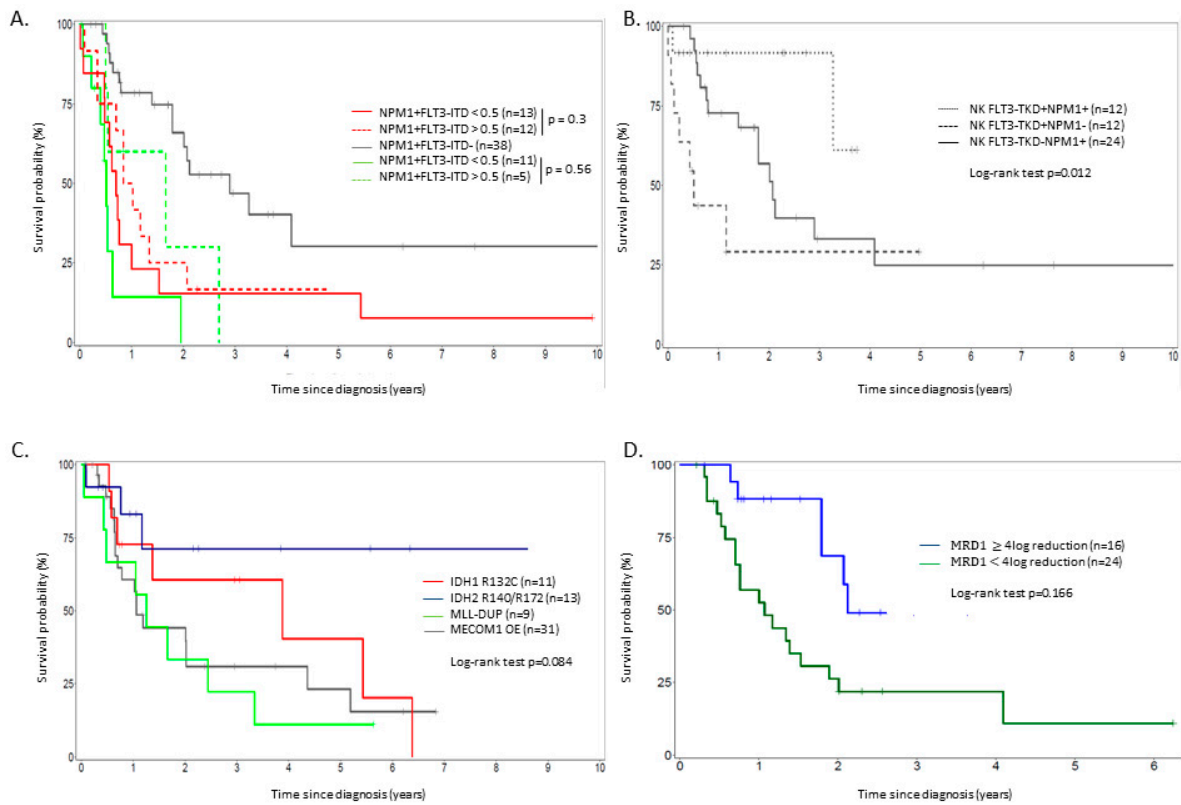 A.
Survival probability (%)
100
75
50
25
0
NPM1+FLT3-ITD < 0.5 (n=13)
NPM1+FLT3-ITD > 0.5 (n=12)
p = 0.3
NPM1+FLT3-ITD- (n=38)
NPM1+FLT3-ITD < 0.5 (n=11)
NPM1+FLT3-ITD > 0.5 (n=5)
p = 0.56
0 1 2 3 4 5 6 7 8 9 10
Time since diagnosis (years)
B.
Survival probability (%)
100
75
50
25
0
NK FLT3-TKD+NPM1+ (n=12)
NK FLT3-TKD+NPM1- (n=12)
NK FLT3-TKD-NPM1+ (n=24)
Log-rank test p=0.012
0 1 2 3 4 5 6 7 8 9 10
Time since diagnosis (years)
C.
Survival probability (%)
100
75
50
25
0
IDH1 R132C (n=11)
IDH2 R140/R172 (n=13)
MLL-DUP (n=9)
MECOM1 OE (n=31)
Log-rank test p=0.084
0 1 2 3 4 5 6 7 8 9 10
Time since diagnosis (years)
D.
Survival probability (%)
100
75
50
25
0
MRD1 ≥ 4log reduction (n=16)
MRD1 < 4log reduction (n=24)
Log-rank test p=0.166
0 1 2 3 4 5 6
Time since diagnosis (years)